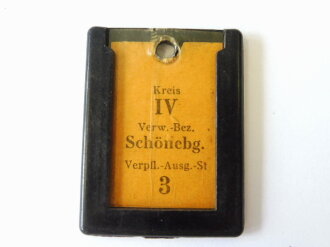 Kreis
IV
Verw.-Bez.
Schönebg.
Verpfl.-Ausg.-St
3